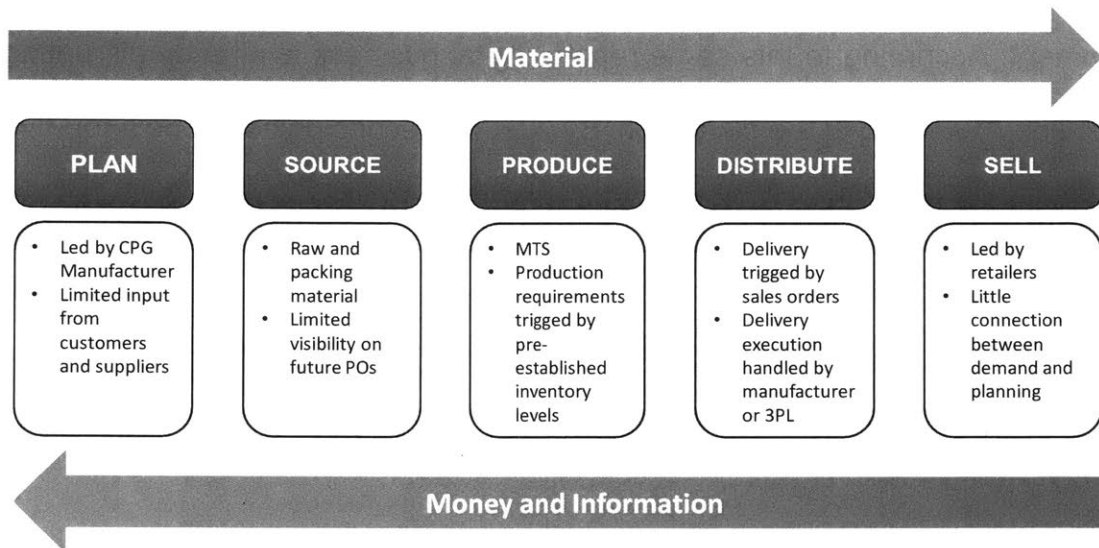 Material
PLAN
SOURCE
PRODUCE
DISTRIBUTE
SELL
• Led by CPG
Manufacturer
• Limited input
from
customers
and suppliers
• Raw and
packing
material
• Limited
visibility on
future POs
• MTS
• Production
requirements
trigged by
pre-
established
inventory
levels
• Delivery
trigged by
sales orders
• Delivery
execution
handled by
manufacturer
or 3PL
• Led by
retailers
• Little
connection
between
demand and
planning
Money and Information